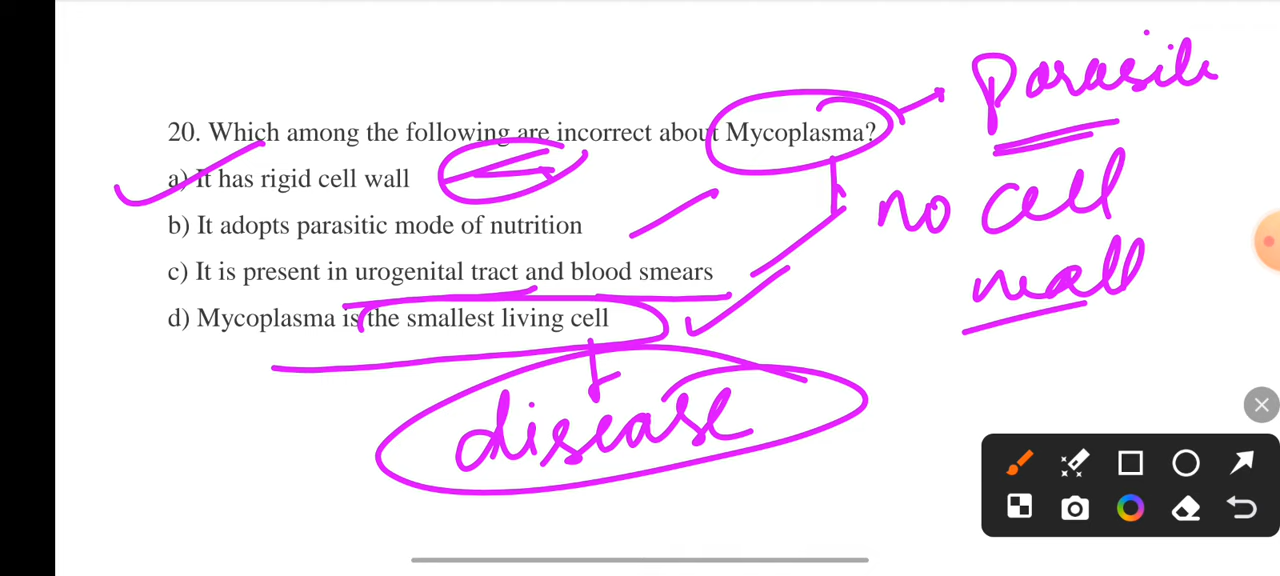 20. Which among the following are incorrect about Mycoplasma?
a) It has rigid cell wall
b) It adopts parasitic mode of nutrition
c) It is present in urogenital tract and blood smears
d) Mycoplasma is the smallest living cell
parasite
no cell
wall
disease